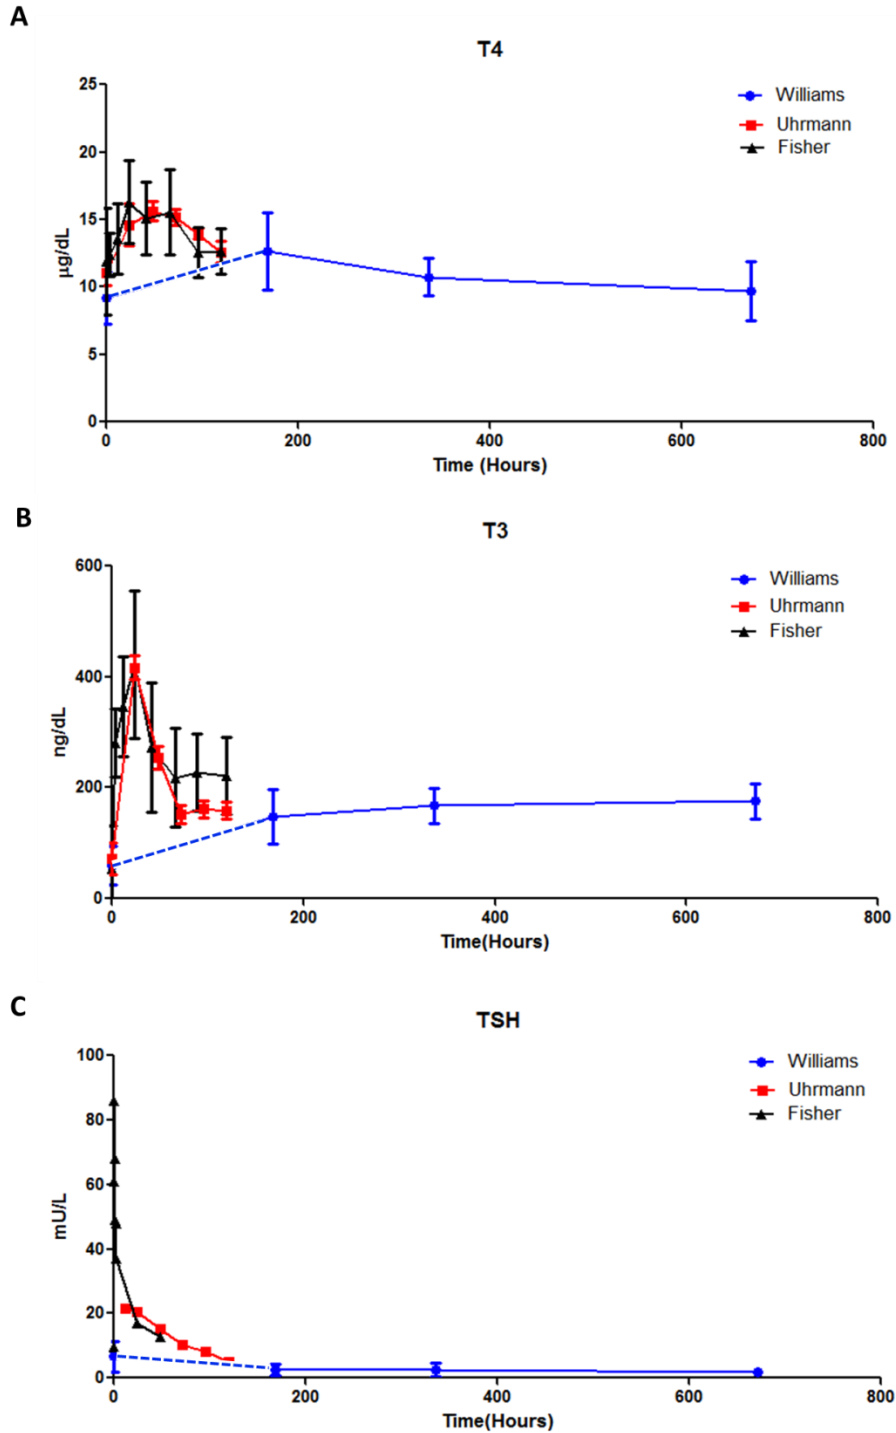 A
T4
25
20
15
10
5
0
μg/dL
0 200 400 600 800
Time (Hours)
Williams
Uhrmann
Fisher
B
T3
600
400
200
0
ng/dL
0 200 400 600 800
Time(Hours)
Williams
Uhrmann
Fisher
C
TSH
100
80
60
40
20
0
mU/L
0 200 400 600 800
Time(Hours)
Williams
Uhrmann
Fisher